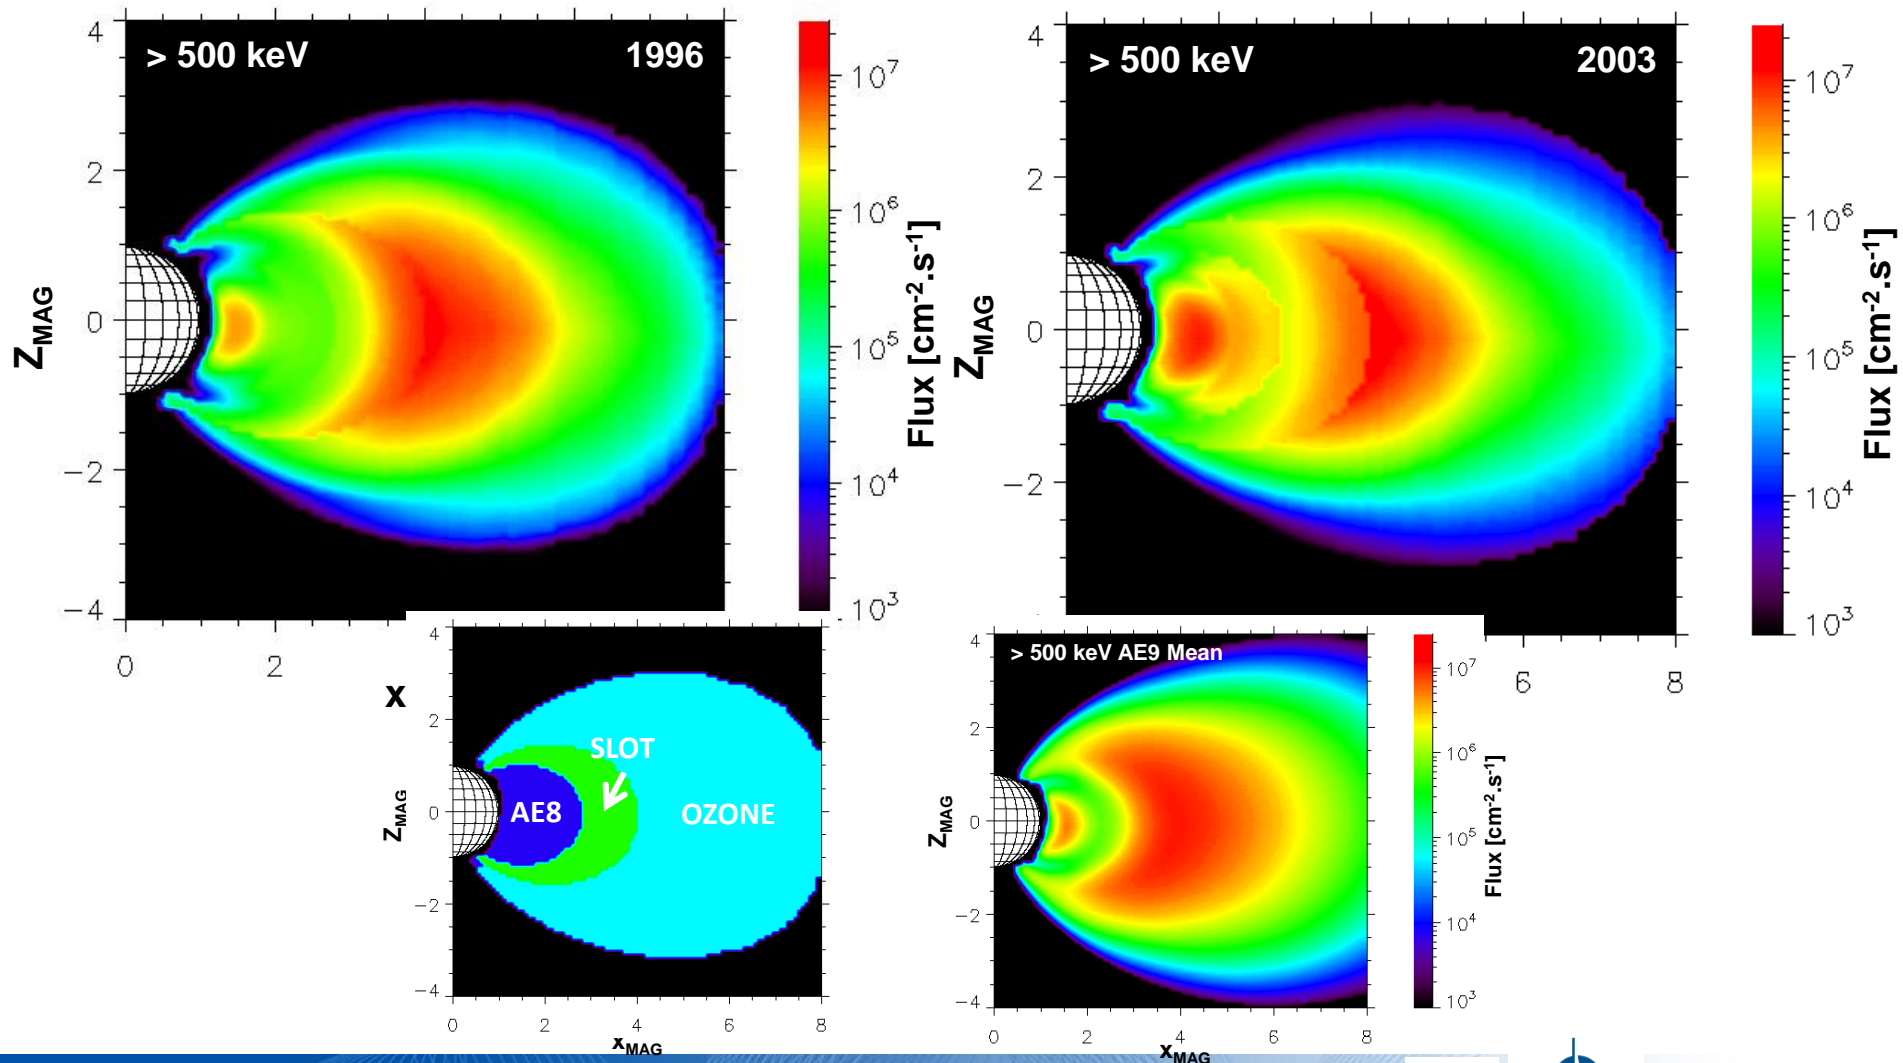 > 500 keV 1996
4
2
0
−2
−4
0
2
Z_MAG
10^7
10^6
10^5
10^4
10^3
Flux [cm^-2.s^-1]
> 500 keV 2003
4
2
0
−2
6
8
Z_MAG
10^7
10^6
10^5
10^4
10^3
Flux [cm^-2.s^-1]
x
4
2
0
−2
−4
0 2 4 6 8
Z_MAG
x_MAG
SLOT
AE8
OZONE
> 500 keV AE9 Mean
4
2
0
−2
−4
0 2 4 6 8
Z_MAG
x_MAG
10^7
10^6
10^5
10^4
10^3
Flux [cm^-2.s^-1]